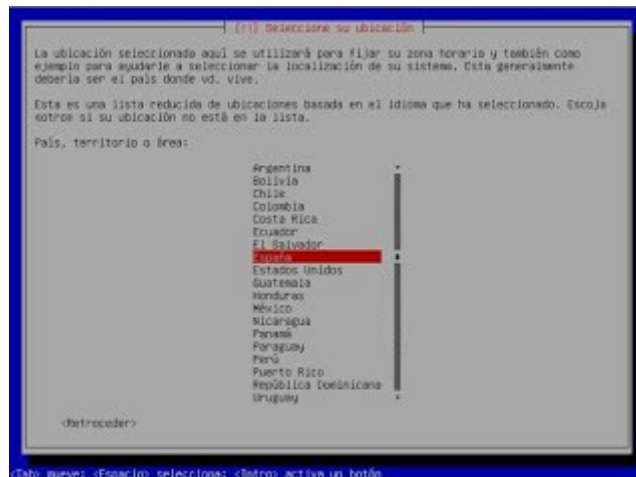 [!!] Seleccione su ubicación
La ubicación seleccionada aquí se utilizará para fijar su zona horaria y también como
ejemplo para ayudarle a seleccionar la localización de su sistema. Esta generalmente
debería ser el país donde vd. vive.
Esta es una lista reducida de ubicaciones basada en el idioma que ha seleccionado. Escoja
«otro» si su ubicación no está en la lista.
País, territorio o área:
Argentina
Bolivia
Chile
Colombia
Costa Rica
Ecuador
El Salvador
España
Estados Unidos
Guatemala
Honduras
México
Nicaragua
Panamá
Paraguay
Perú
Puerto Rico
República Dominicana
Uruguay
<Retroceder>
<Tab> mueve; <Espacio> selecciona; <Intro> activa un botón